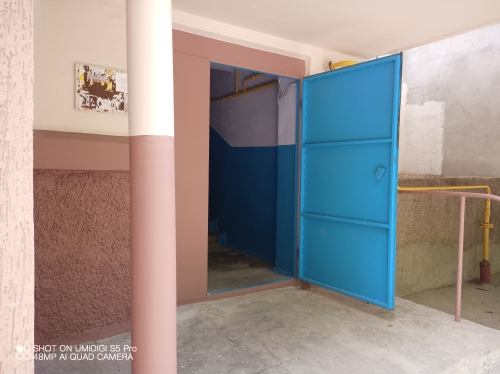 SHOT ON UMIDIGI S5 Pro
48MP AI QUAD CAMERA